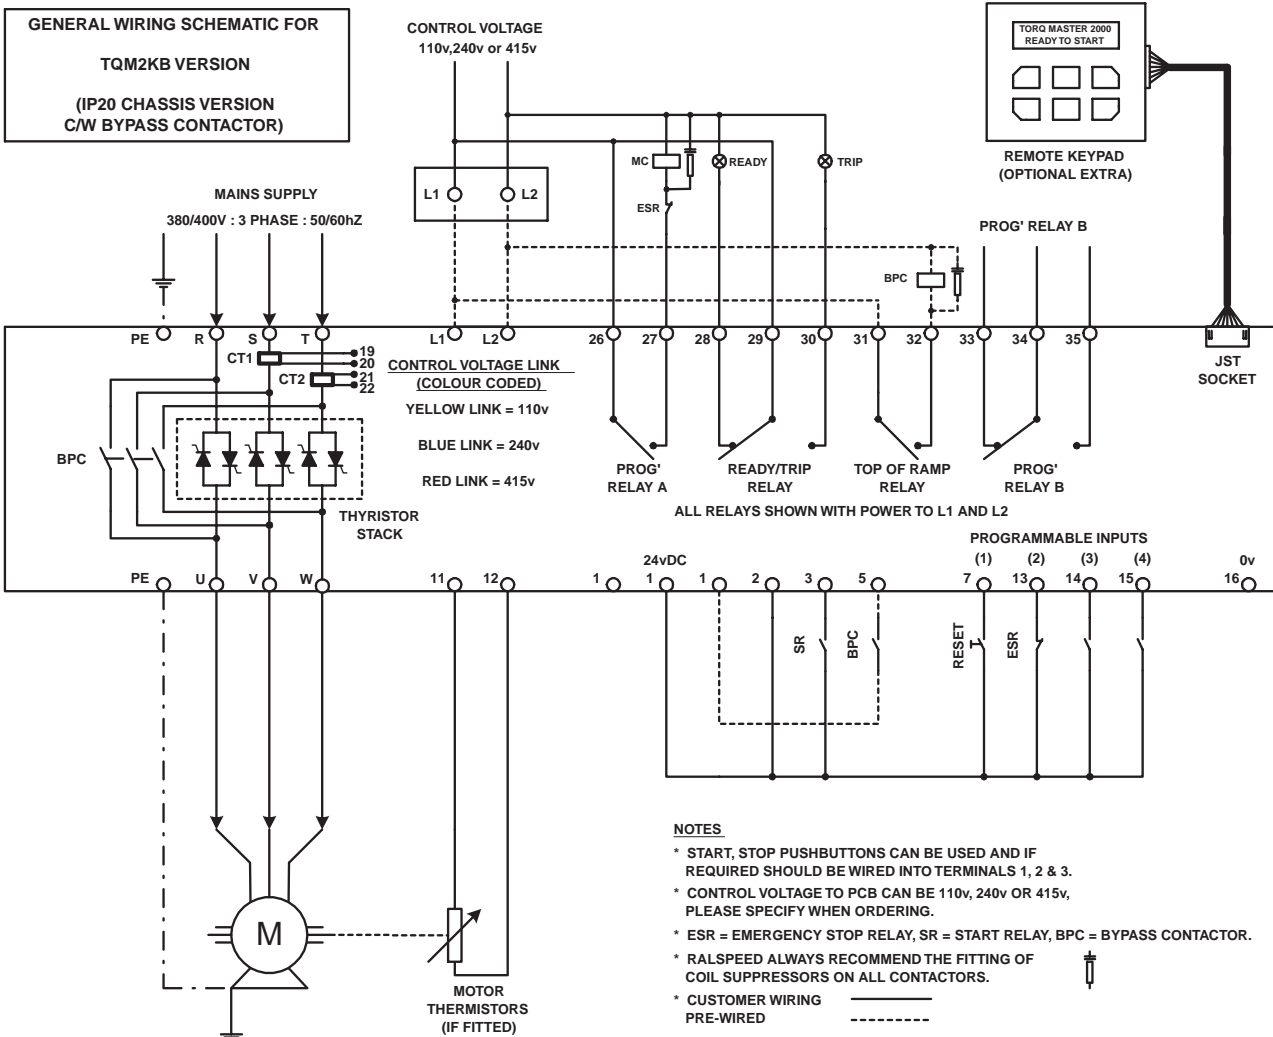 GENERAL WIRING SCHEMATIC FOR
TQM2KB VERSION
(IP20 CHASSIS VERSION
C/W BYPASS CONTACTOR)
CONTROL VOLTAGE
110v,240v or 415v
TORQ MASTER 2000
READY TO START
REMOTE KEYPAD
(OPTIONAL EXTRA)
MC
READY
TRIP
ESR
L1
L2
MAINS SUPPLY
380/400V : 3 PHASE : 50/60hZ
PROG' RELAY B
BPC
PE
R
S
T
L1
L2
26
27
28
29
30
31
32
33
34
35
JST
SOCKET
CT1
19
20
CT2
21
22
CONTROL VOLTAGE LINK
(COLOUR CODED)
YELLOW LINK = 110v
BLUE LINK = 240v
RED LINK = 415v
BPC
THYRISTOR
STACK
PROG'
RELAY A
READY/TRIP
RELAY
TOP OF RAMP
RELAY
PROG'
RELAY B
ALL RELAYS SHOWN WITH POWER TO L1 AND L2
PROGRAMMABLE INPUTS
24vDC
(1)
(2)
(3)
(4)
0v
PE
U
V
W
11
12
1
1
1
2
3
5
7
13
14
15
16
SR
BPC
RESET
ESR
M
MOTOR
THERMISTORS
(IF FITTED)
NOTES
* START, STOP PUSHBUTTONS CAN BE USED AND IF
REQUIRED SHOULD BE WIRED INTO TERMINALS 1, 2 & 3.
* CONTROL VOLTAGE TO PCB CAN BE 110v, 240v OR 415v,
PLEASE SPECIFY WHEN ORDERING.
* ESR = EMERGENCY STOP RELAY, SR = START RELAY, BPC = BYPASS CONTACTOR.
* RALSPEED ALWAYS RECOMMEND THE FITTING OF
COIL SUPPRESSORS ON ALL CONTACTORS.
* CUSTOMER WIRING
PRE-WIRED